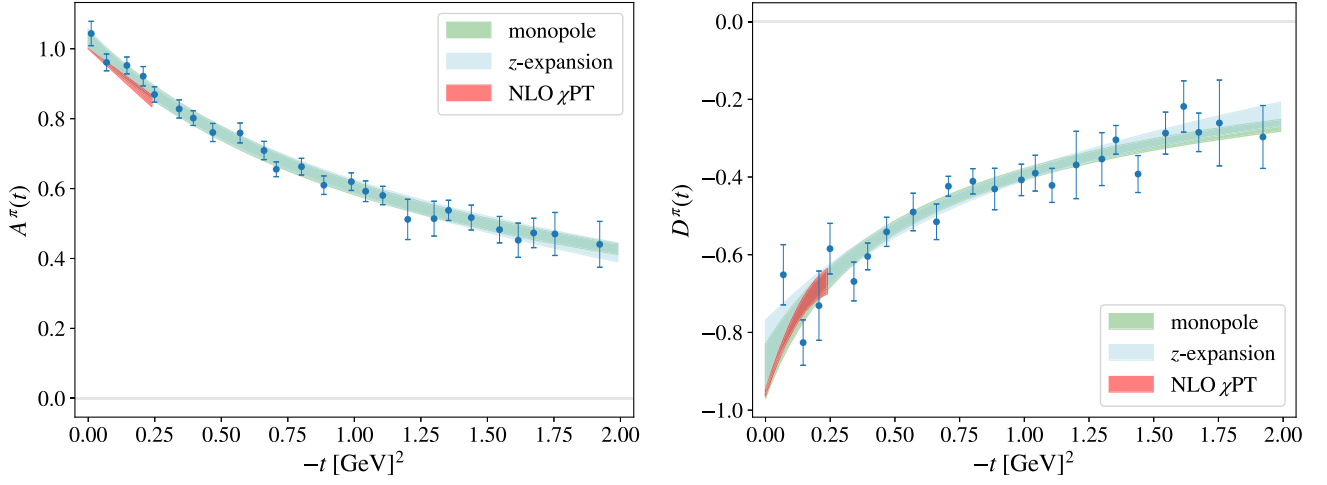 1.0
0.8
0.6
0.4
0.2
0.0
A^π(t)
monopole
z-expansion
NLO χPT
0.00 0.25 0.50 0.75 1.00 1.25 1.50 1.75 2.00
−t [GeV]²
0.0
−0.2
−0.4
−0.6
−0.8
−1.0
D^π(t)
monopole
z-expansion
NLO χPT
0.00 0.25 0.50 0.75 1.00 1.25 1.50 1.75 2.00
−t [GeV]²